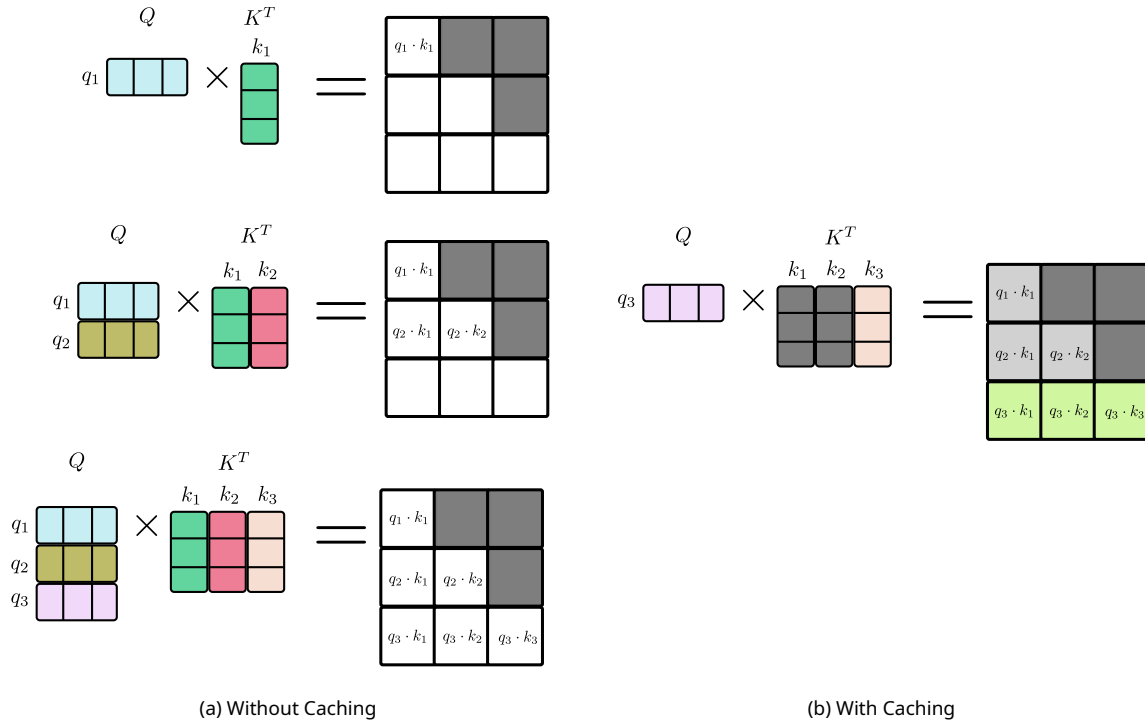 Q K^T
k_1
q_1 × =
q_1 · k_1
Q K^T
k_1 k_2
q_1 × =
q_2
q_1 · k_1
q_2 · k_1 q_2 · k_2
Q K^T
k_1 k_2 k_3
q_1 × =
q_2
q_3
q_1 · k_1
q_2 · k_1 q_2 · k_2
q_3 · k_1 q_3 · k_2 q_3 · k_3
(a) Without Caching
Q K^T
k_1 k_2 k_3
q_3 × =
q_1 · k_1
q_2 · k_1 q_2 · k_2
q_3 · k_1 q_3 · k_2 q_3 · k_3
(b) With Caching